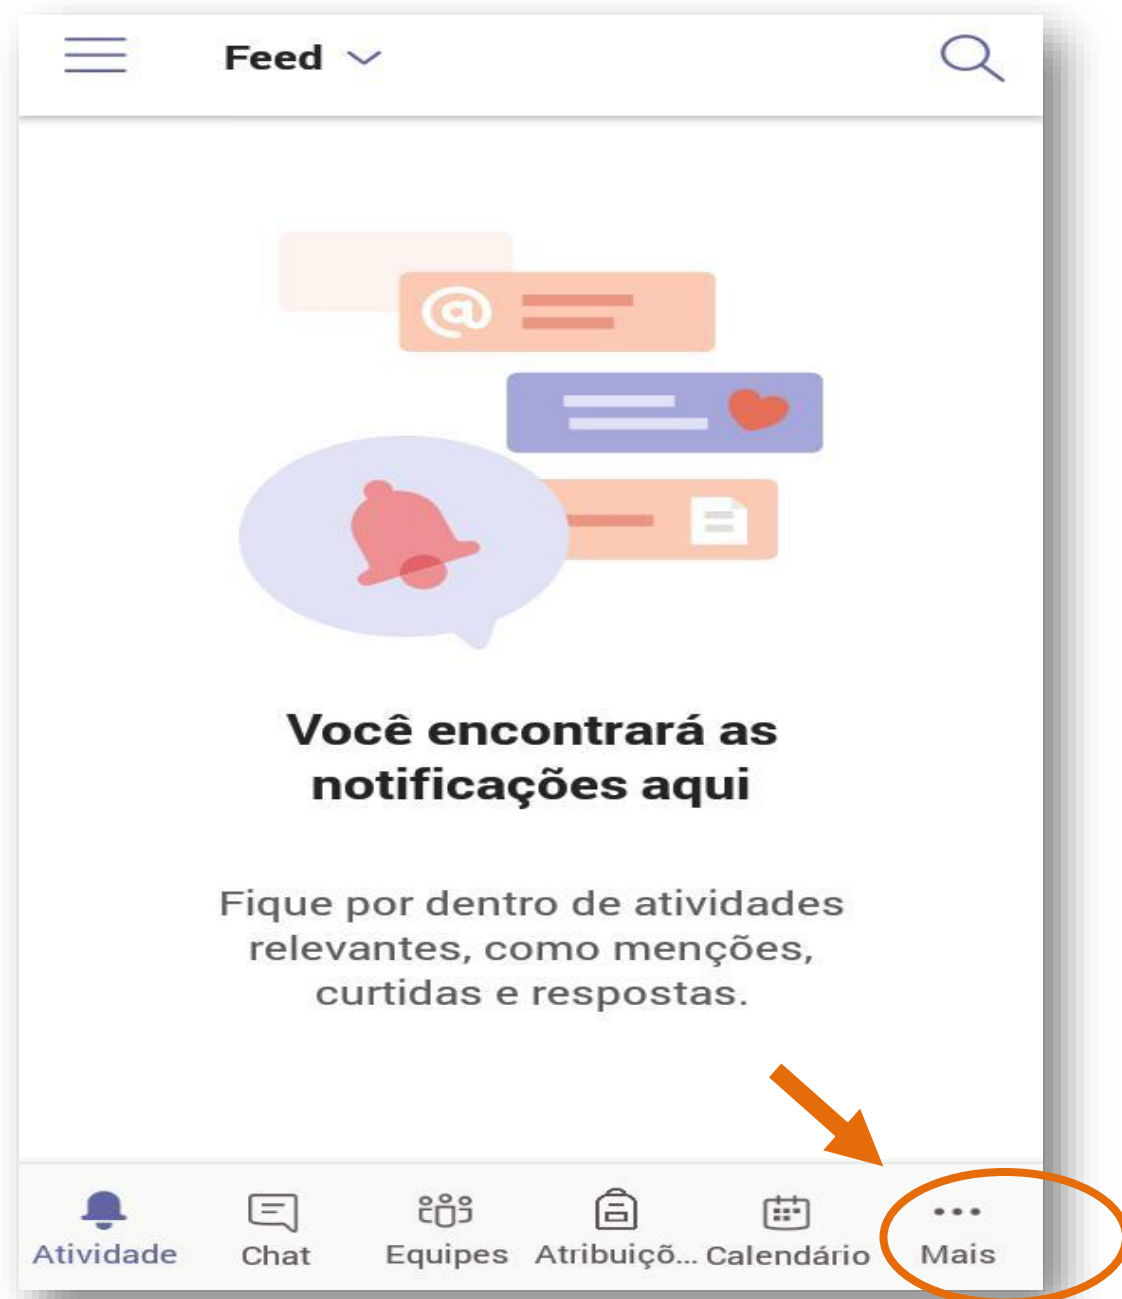 Feed
@
Você encontrará as
notificações aqui
Fique por dentro de atividades
relevantes, como menções,
curtidas e respostas.
Atividade Chat Equipes Atribuiçõ... Calendário Mais